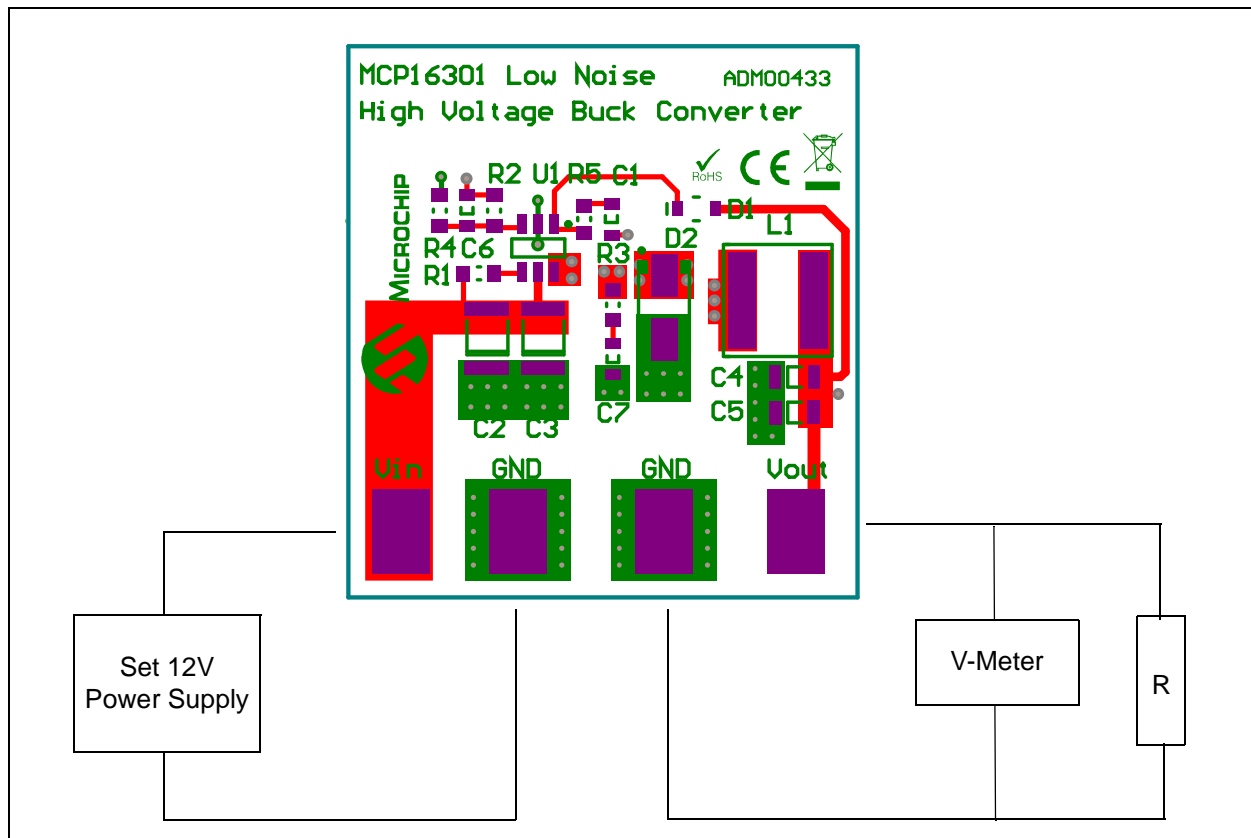 MCP16301 Low Noise ADM00433
High Voltage Buck Converter
RoHS CE
MICROCHIP
R2 U1 R5 C1
D1
L1
D2
R4 C6
R3
R1
C4
C5
C7
C2 C3
Vin GND GND Vout
Set 12V
Power Supply
V-Meter
R